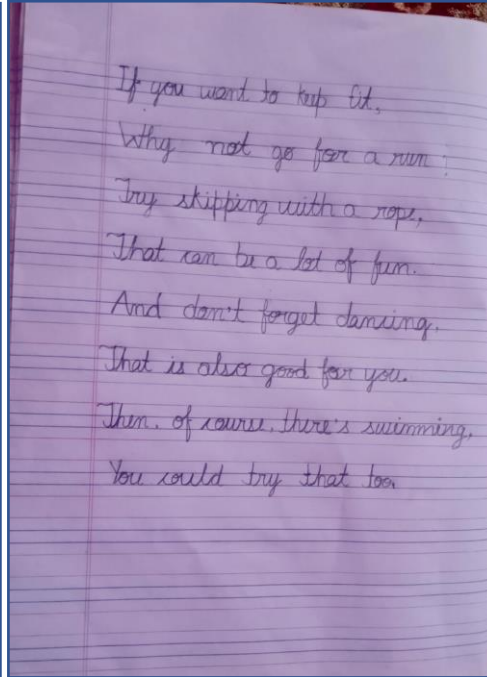 If you want to keep fit,
Why not go for a run;
Try skipping with a rope,
That can be a lot of fun.
And don't forget dancing.
That is also good for you.
Then, of course, there's swimming,
You could try that too.